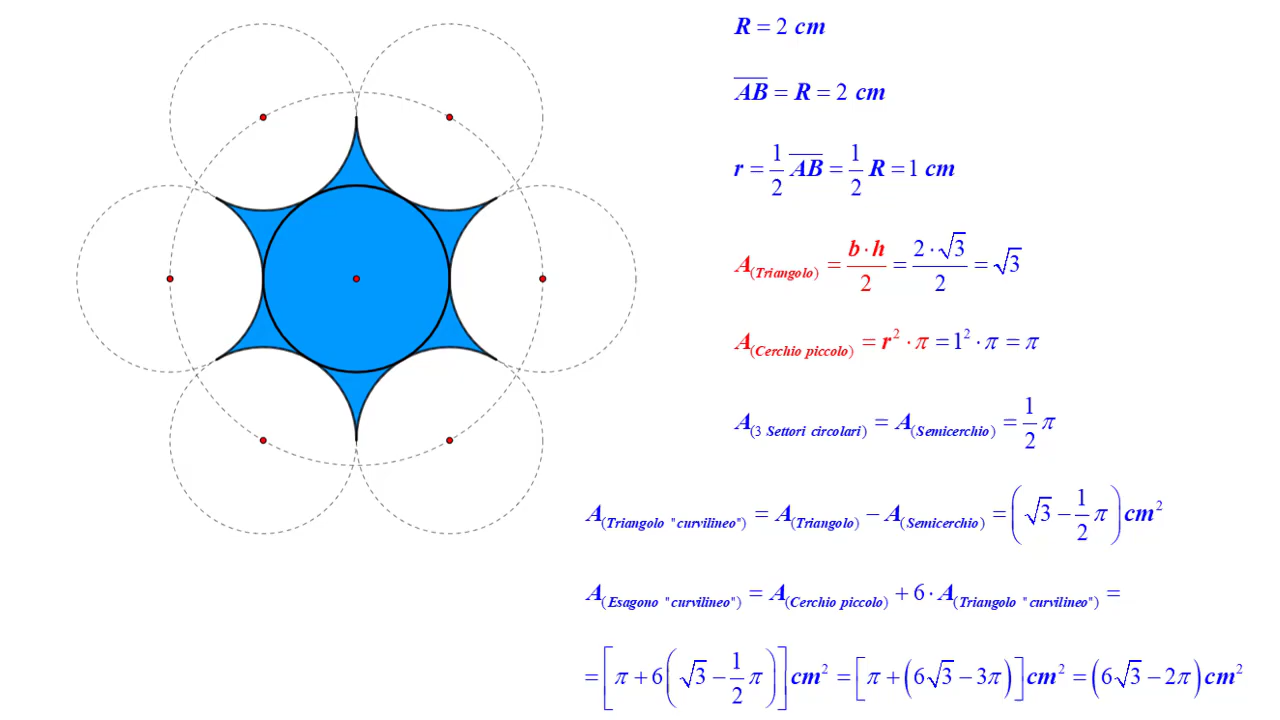 R = 2 cm
A̅B̅ = R = 2 cm
r = 1/2 A̅B̅ = 1/2 R = 1 cm
A(Triangolo) = b · h / 2 = 2 · √3 / 2 = √3
A(Cerchio piccolo) = r² · π = 1² · π = π
A(3 Settori circolari) = A(Semicerchio) = 1/2 π
A(Triangolo "curvilineo") = A(Triangolo) − A(Semicerchio) = (√3 − 1/2 π) cm²
A(Esagono "curvilineo") = A(Cerchio piccolo) + 6 · A(Triangolo "curvilineo") =
= [π + 6(√3 − 1/2 π)] cm² = [π + (6√3 − 3π)] cm² = (6√3 − 2π) cm²